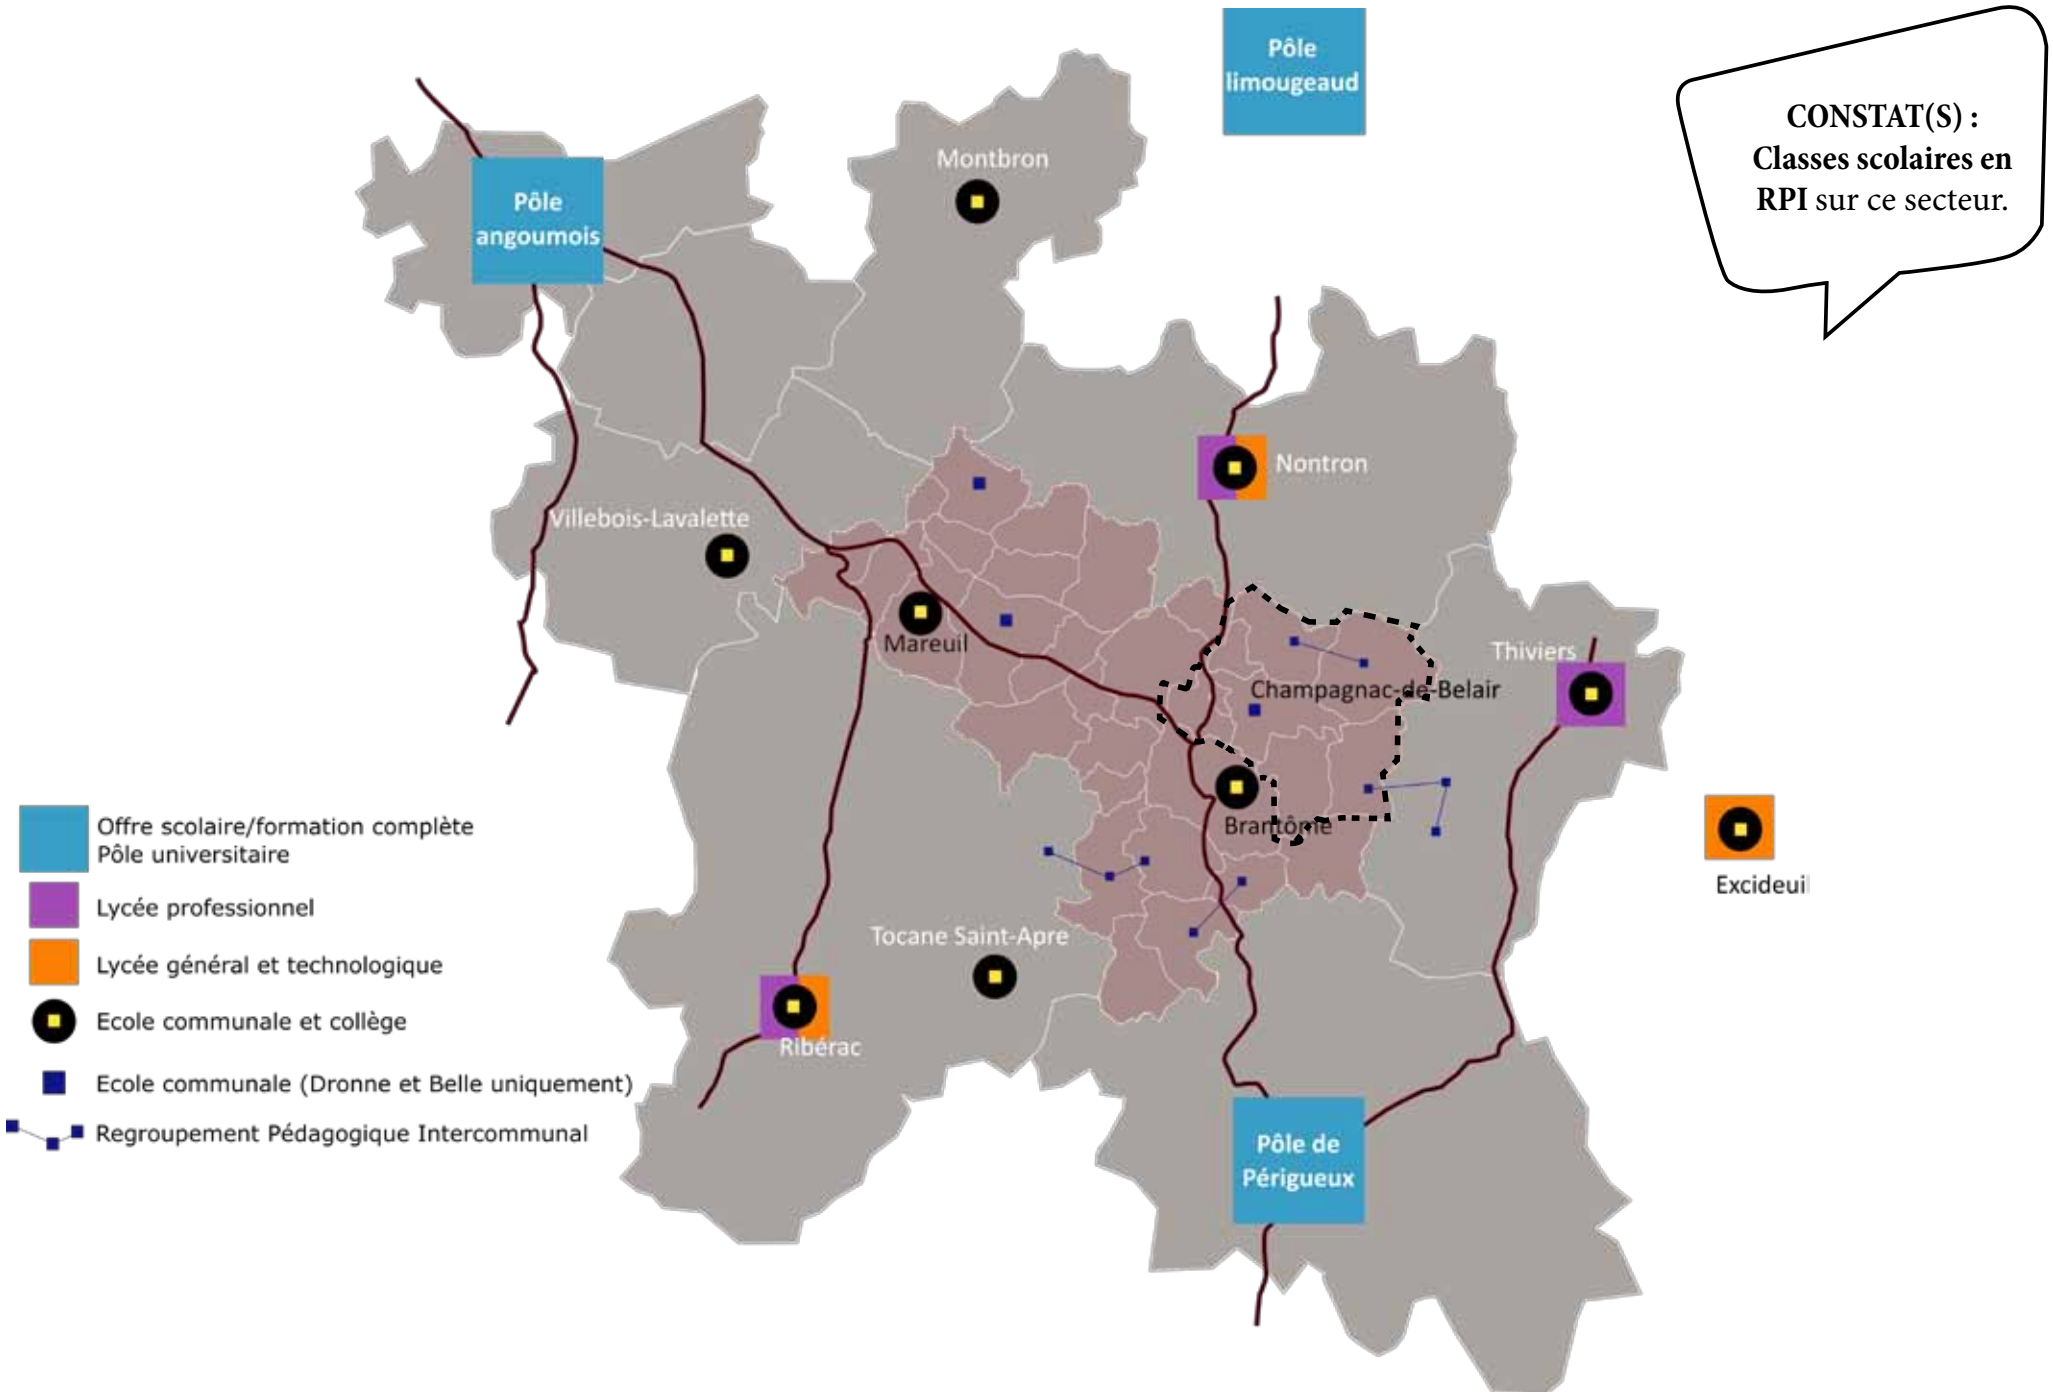 Pôle
limougeaud
CONSTAT(S) :
Classes scolaires en
RPI sur ce secteur.
Montbron
Pôle
angoumois
Nontron
Villebois-Lavalette
Mareuil
Thiviers
Champagnac-de-Belair
Brantôme
Excideuil
Tocane Saint-Apre
Ribérac
Pôle de
Périgueux
Offre scolaire/formation complète
Pôle universitaire
Lycée professionnel
Lycée général et technologique
Ecole communale et collège
Ecole communale (Dronne et Belle uniquement)
Regroupement Pédagogique Intercommunal